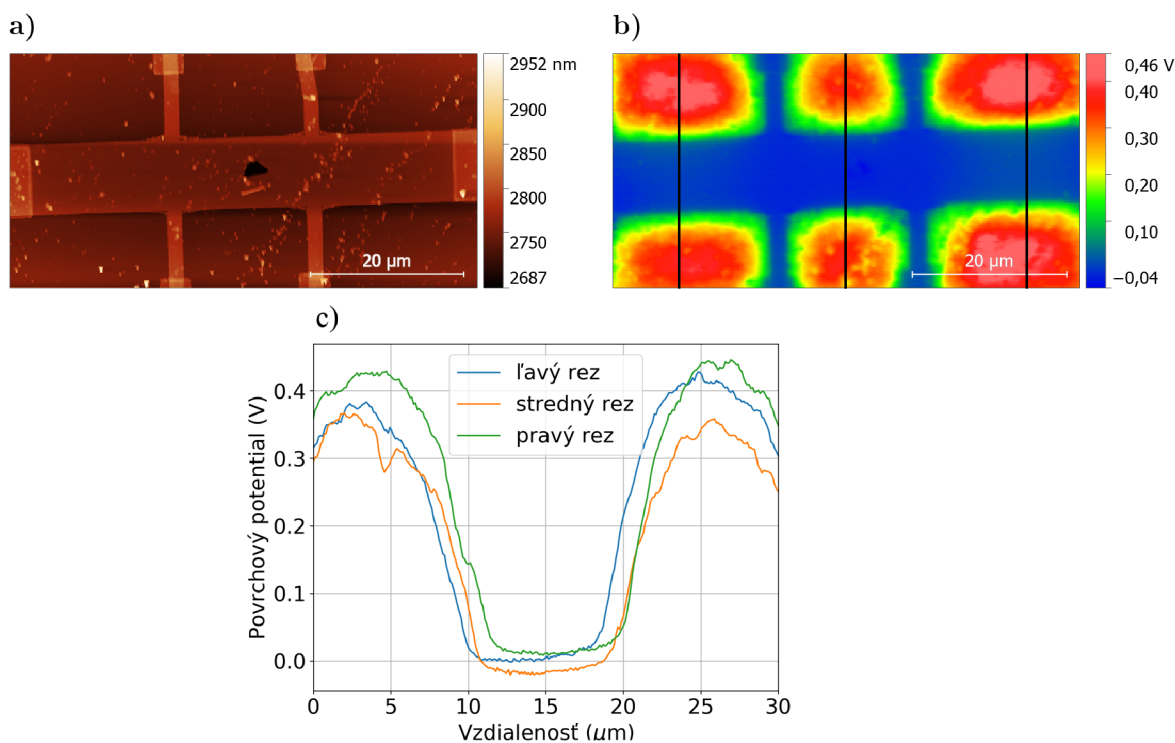 a)
2952 nm
2900
2850
2800
2750
2687
20 µm
b)
0,46 V
0,40
0,30
0,20
0,10
−0,04
20 µm
c)
ľavý rez
stredný rez
pravý rez
Povrchový potential (V)
0.4
0.3
0.2
0.1
0.0
0 5 10 15 20 25 30
Vzdialenosť (µm)